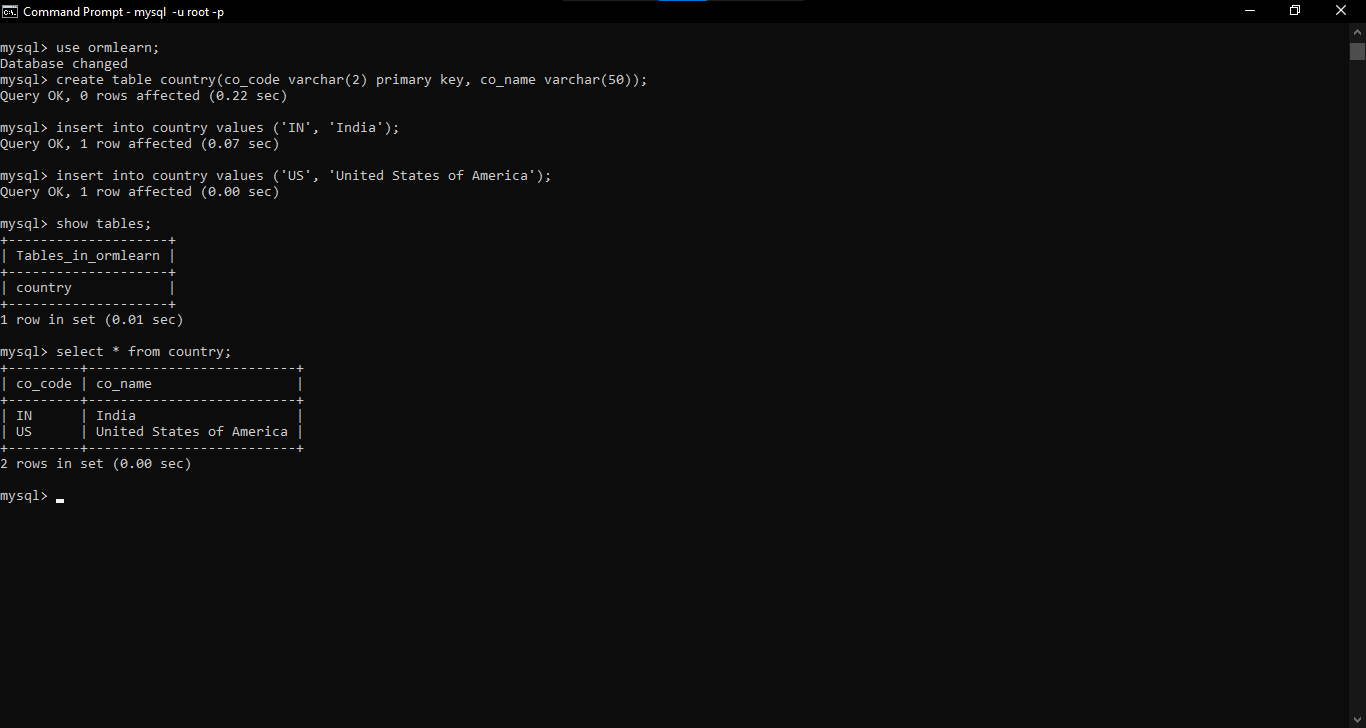 Command Prompt - mysql -u root -p
mysql> use ormlearn;
Database changed
mysql> create table country(co_code varchar(2) primary key, co_name varchar(50));
Query OK, 0 rows affected (0.22 sec)
mysql> insert into country values ('IN', 'India');
Query OK, 1 row affected (0.07 sec)
mysql> insert into country values ('US', 'United States of America');
Query OK, 1 row affected (0.00 sec)
mysql> show tables;
+--------------------+
| Tables_in_ormlearn |
+--------------------+
| country            |
+--------------------+
1 row in set (0.01 sec)
mysql> select * from country;
+---------+--------------------------+
| co_code | co_name                  |
+---------+--------------------------+
| IN      | India                    |
| US      | United States of America |
+---------+--------------------------+
2 rows in set (0.00 sec)
mysql>